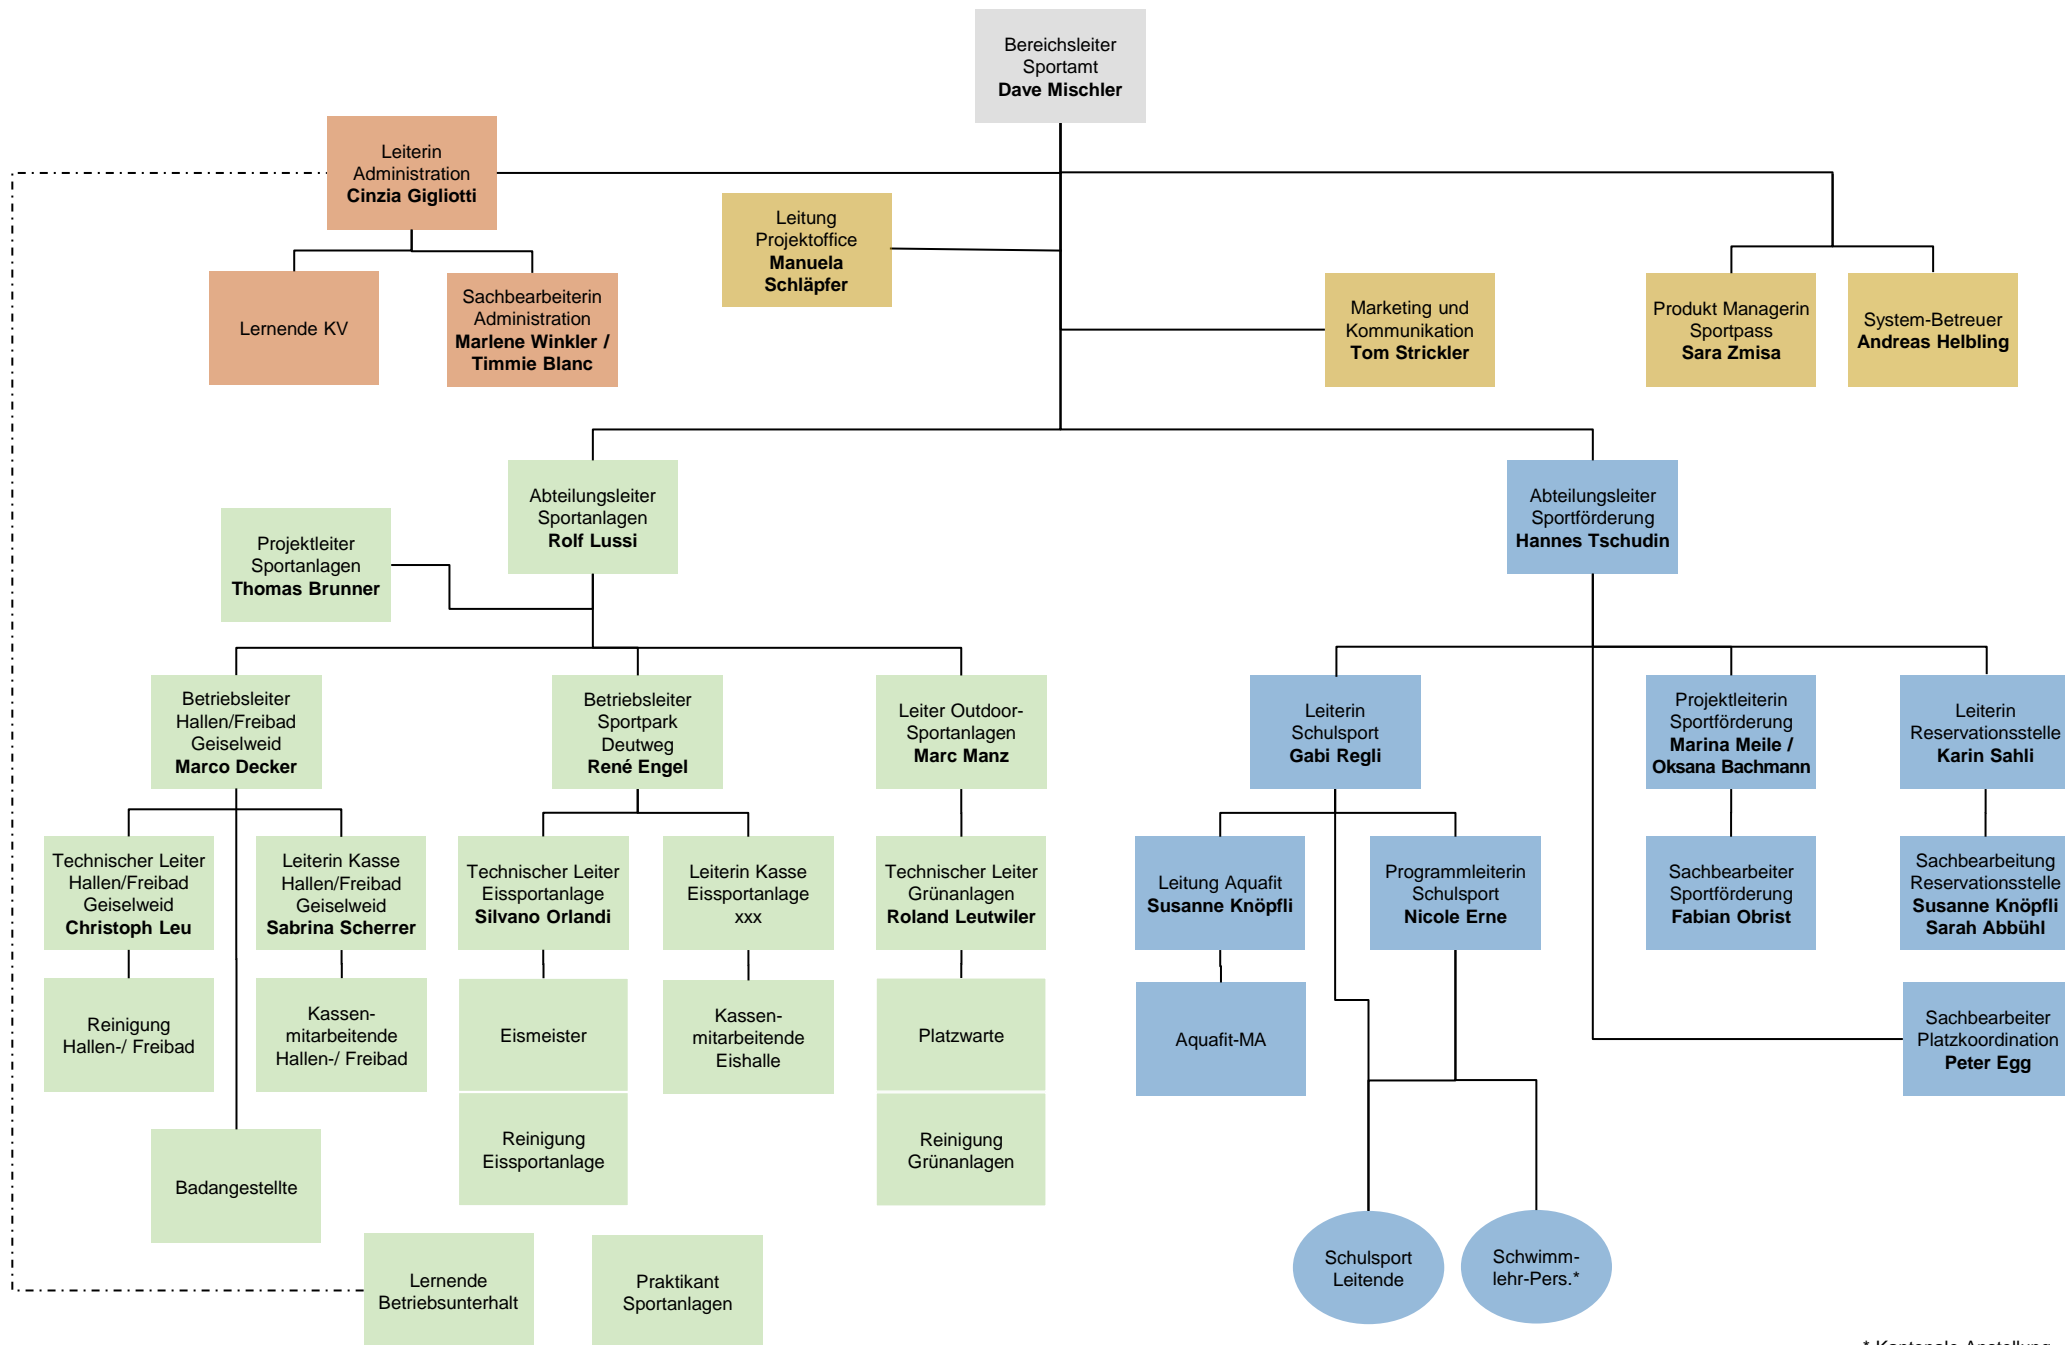 Bereichsleiter
Sportamt
Dave Mischler
Leiterin
Administration
Cinzia Gigliotti
Leitung
Projektoffice
Manuela
Schläpfer
Lernende KV
Sachbearbeiterin
Administration
Marlene Winkler /
Timmie Blanc
Marketing und
Kommunikation
Tom Strickler
Produkt Managerin
Sportpass
Sara Zmisa
System-Betreuer
Andreas Helbling
Abteilungsleiter
Sportanlagen
Rolf Lussi
Abteilungsleiter
Sportförderung
Hannes Tschudin
Projektleiter
Sportanlagen
Thomas Brunner
Betriebsleiter
Hallen/Freibad
Geiselweid
Marco Decker
Betriebsleiter
Sportpark
Deutweg
René Engel
Leiter Outdoor-
Sportanlagen
Marc Manz
Leiterin
Schulsport
Gabi Regli
Projektleiterin
Sportförderung
Marina Meile /
Oksana Bachmann
Leiterin
Reservationsstelle
Karin Sahli
Technischer Leiter
Hallen/Freibad
Geiselweid
Christoph Leu
Leiterin Kasse
Hallen/Freibad
Geiselweid
Sabrina Scherrer
Technischer Leiter
Eissportanlage
Silvano Orlandi
Leiterin Kasse
Eissportanlage
xxx
Technischer Leiter
Grünanlagen
Roland Leutwiler
Leitung Aquafit
Susanne Knöpfli
Programmleiterin
Schulsport
Nicole Erne
Sachbearbeiter
Sportförderung
Fabian Obrist
Sachbearbeitung
Reservationsstelle
Susanne Knöpfli
Sarah Abbühl
Reinigung
Hallen-/ Freibad
Kassen-
mitarbeitende
Hallen-/ Freibad
Eismeister
Kassen-
mitarbeitende
Eishalle
Platzwarte
Aquafit-MA
Sachbearbeiter
Platzkoordination
Peter Egg
Badangestellte
Reinigung
Eissportanlage
Reinigung
Grünanlagen
Lernende
Betriebsunterhalt
Praktikant
Sportanlagen
Schulsport
Leitende
Schwimm-
lehr-Pers.*
* Kantonale Anstellung